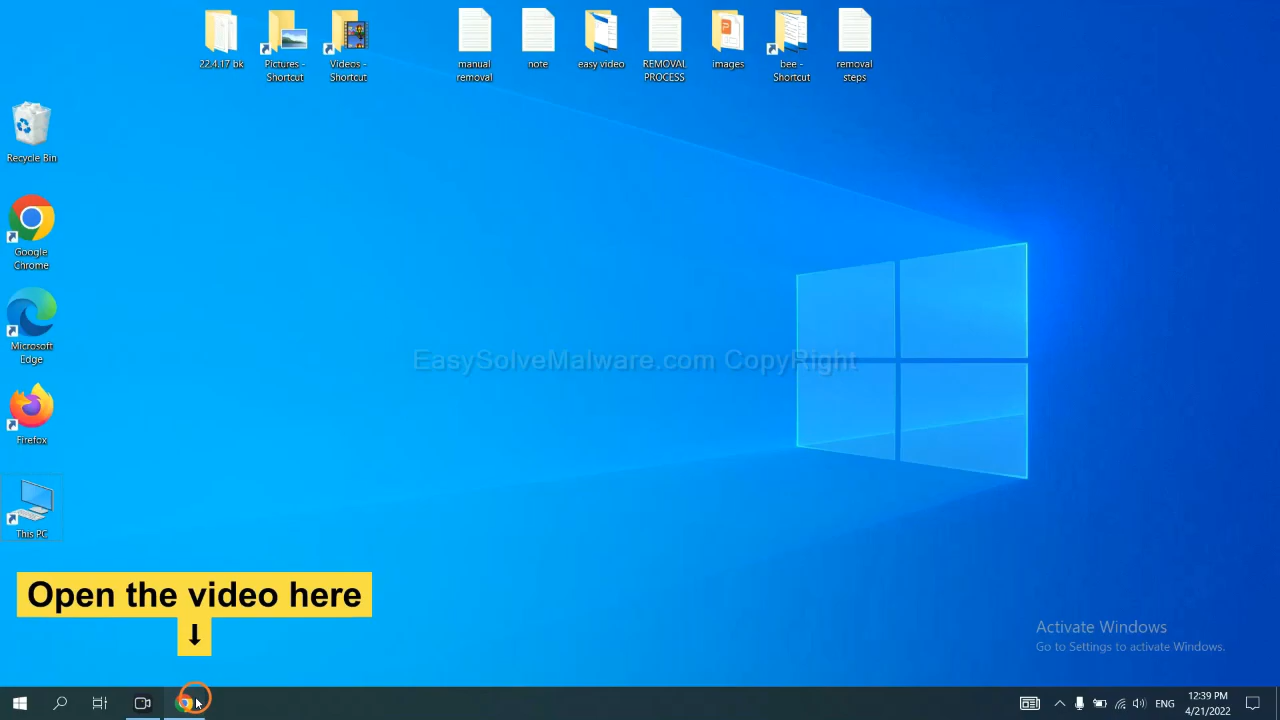 22.4.17 bk
Pictures -
Shortcut
Videos -
Shortcut
manual
removal
note
easy video
REMOVAL
PROCESS
images
bee -
Shortcut
removal
steps
Recycle Bin
Google
Chrome
Microsoft
Edge
Firefox
This PC
EasySolveMalware.com CopyRight
Open the video here
↓
Activate Windows
Go to Settings to activate Windows.
ENG
12:39 PM
4/21/2022